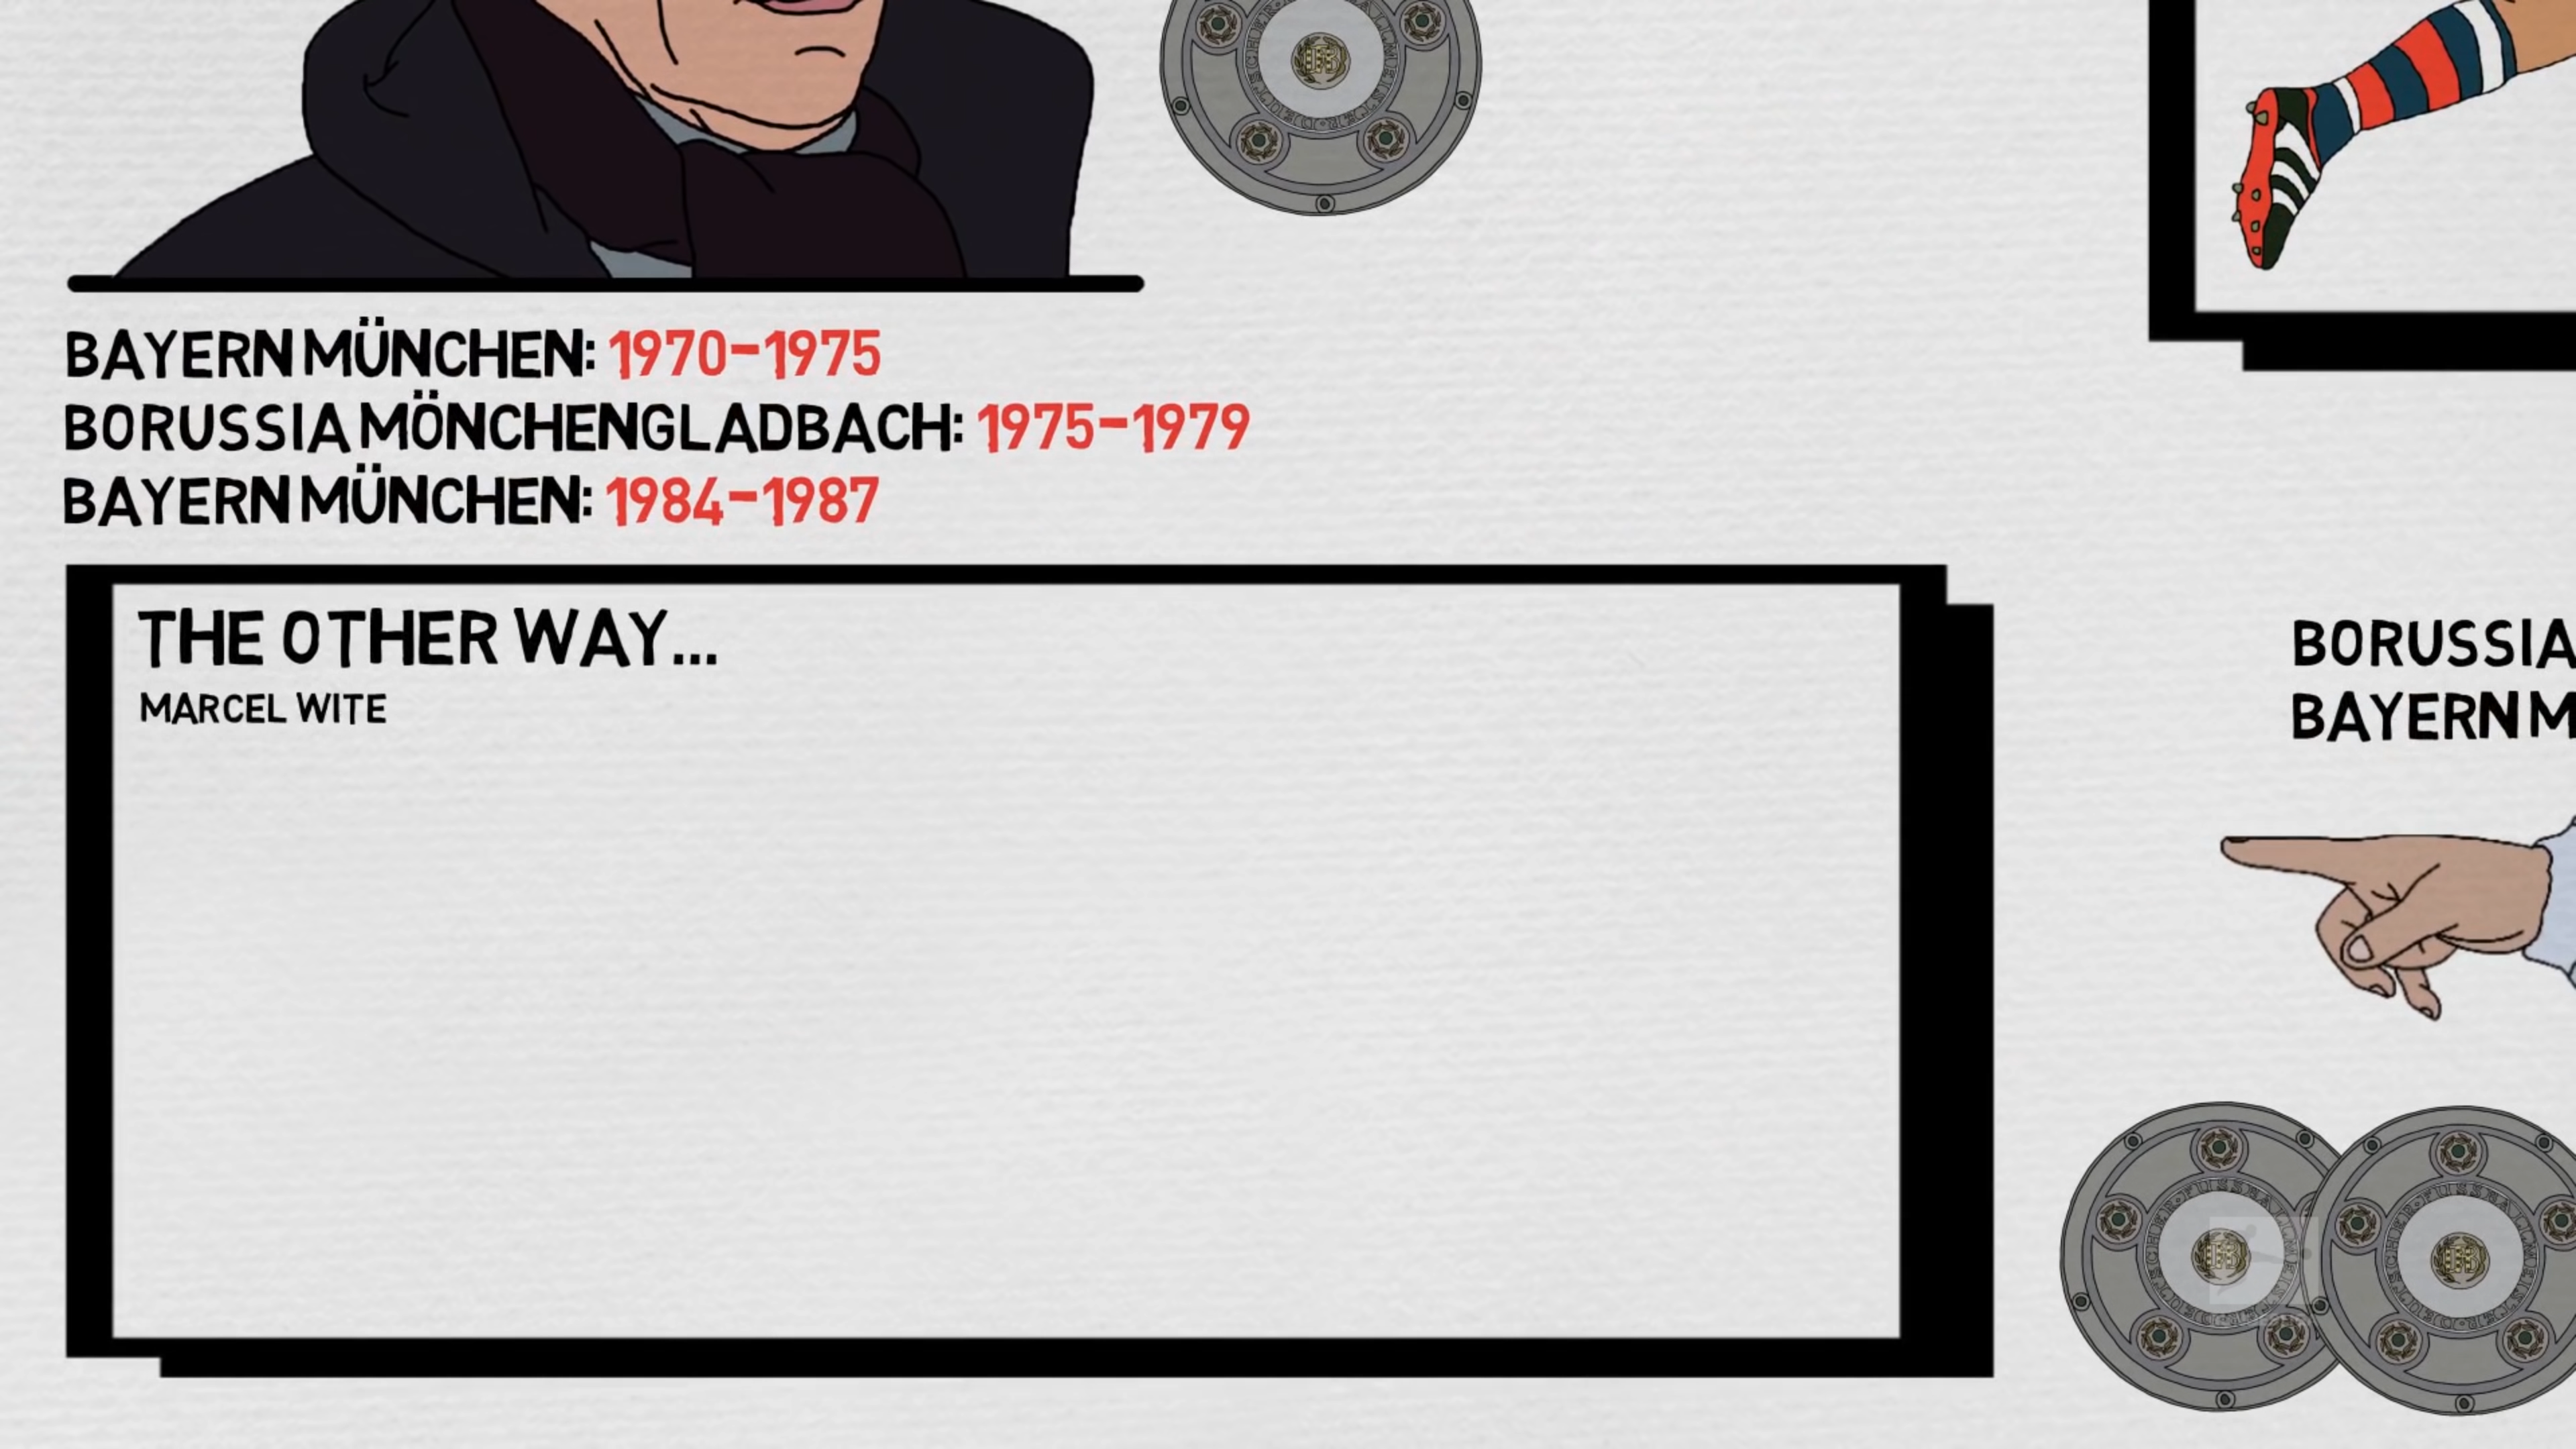 BAYERN MÜNCHEN: 1970-1975
BORUSSIA MÖNCHENGLADBACH: 1975-1979
BAYERN MÜNCHEN: 1984-1987
THE OTHER WAY...
MARCEL WITE
BORUSSIA
BAYERN M